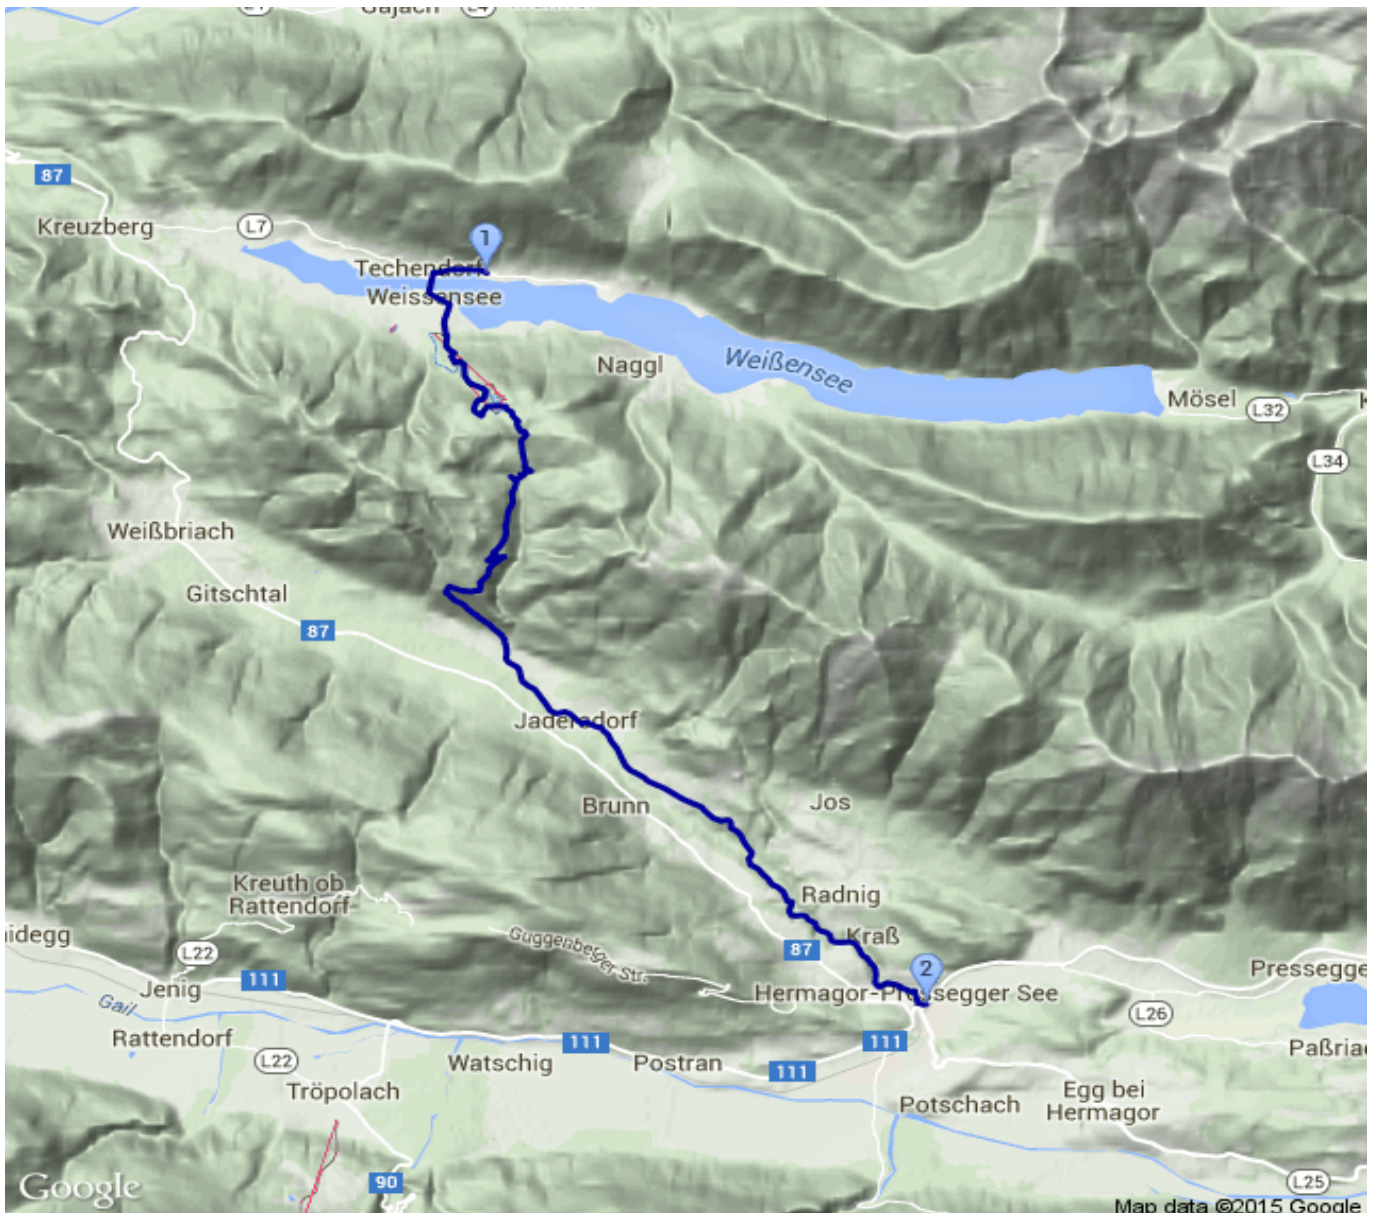 Gajach
L4
87
Kreuzberg
L7
1
Techendorf
Weissensee
Naggl
Weißensee
Mösel
L32
L34
Weißbriach
Gitschtal
87
Jadersdorf
Brunn
Jos
Kreuth ob
Rattendorf
Radnig
Kraß
Guggenberger Str.
87
L22
111
Jenig
2
Hermagor-Pressegger See
Gail
L26
Rattendorf
111
111
L22
Watschig
Postran
111
Tröpolach
Potschach
Egg bei
Hermagor
90
L25
Google
Map data ©2015 Google